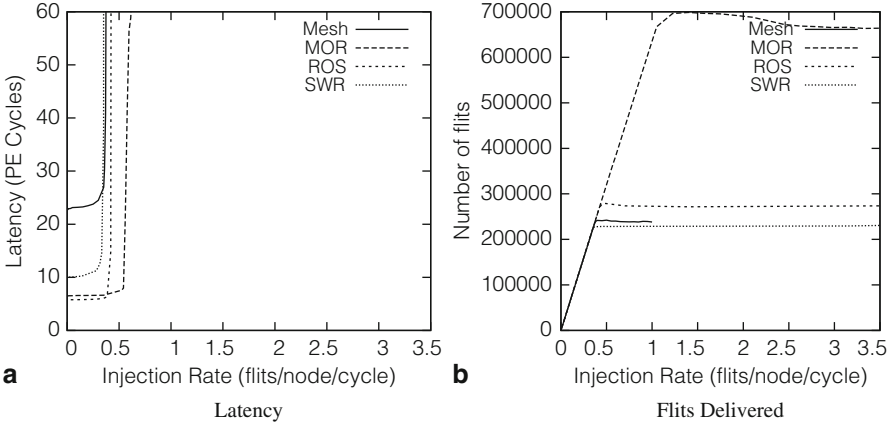 60
50
40
30
20
10
0
Latency (PE Cycles)
Mesh
MOR
ROS
SWR
0 0.5 1 1.5 2 2.5 3 3.5
a Injection Rate (flits/node/cycle)
Latency
700000
600000
500000
400000
300000
200000
100000
0
Number of flits
Mesh
MOR
ROS
SWR
0 0.5 1 1.5 2 2.5 3 3.5
b Injection Rate (flits/node/cycle)
Flits Delivered